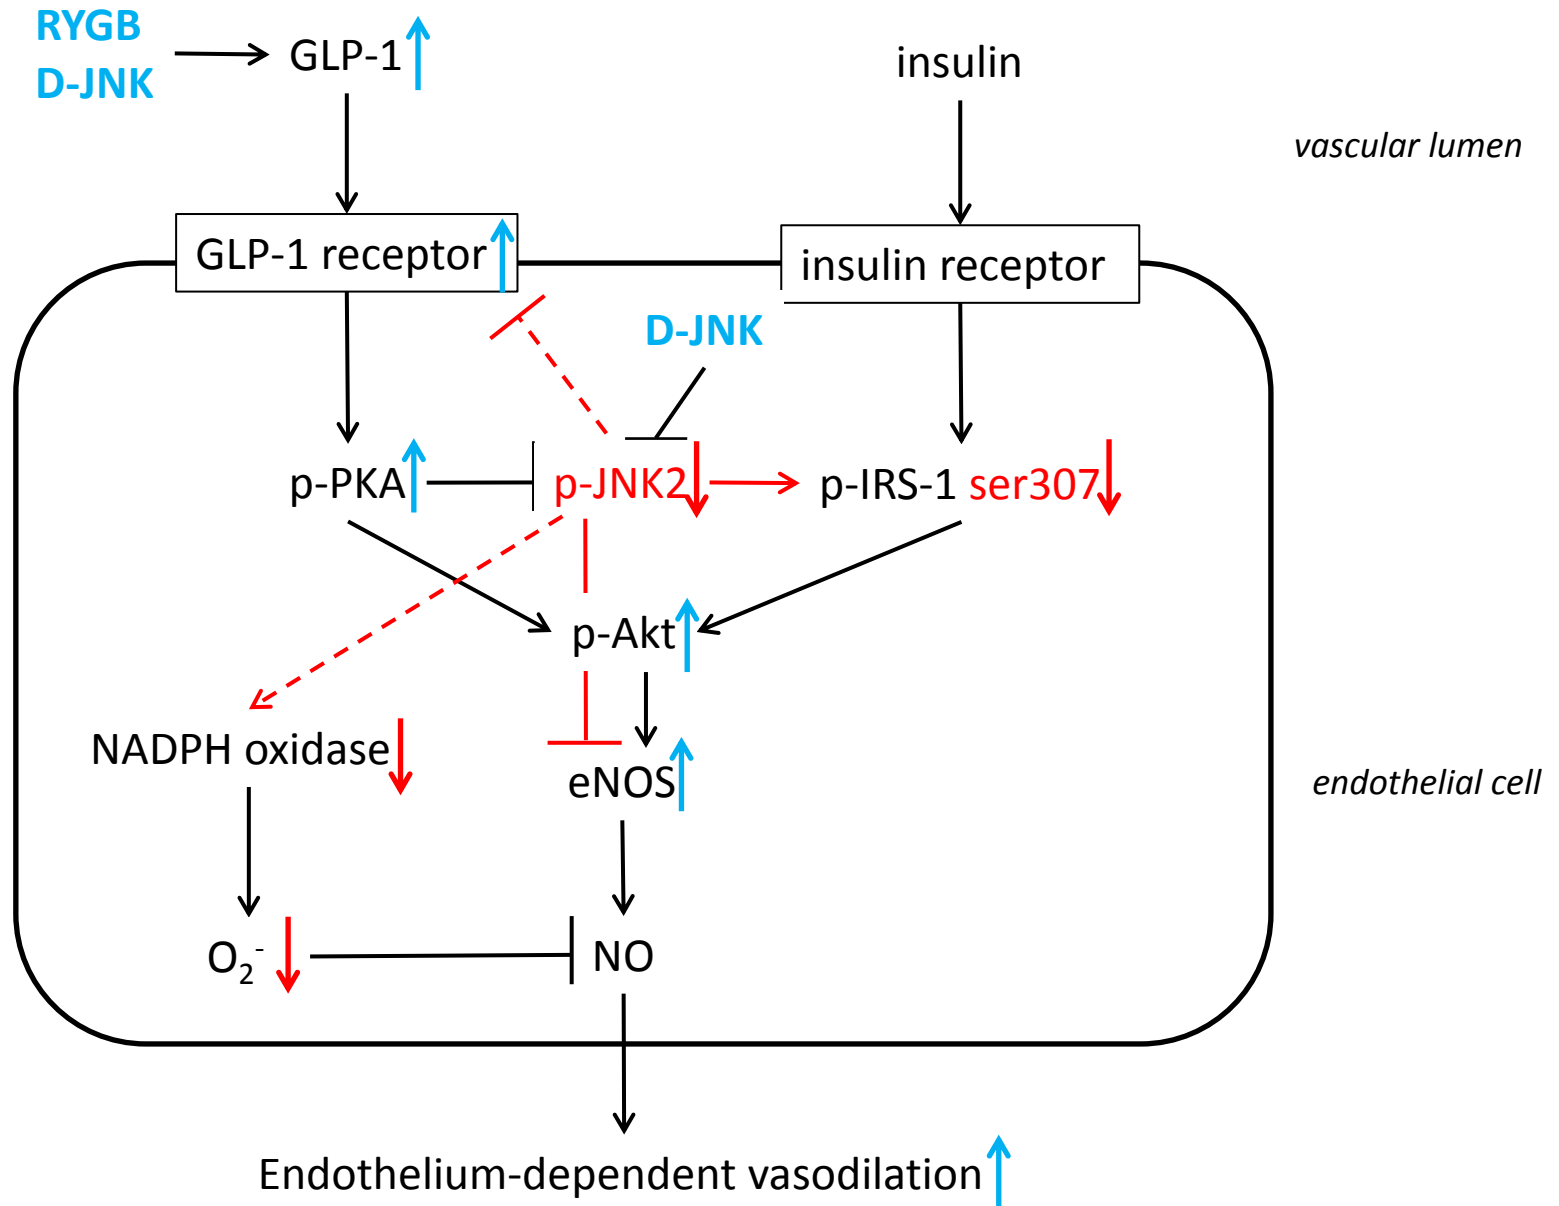 RYGB
D-JNK
GLP-1
insulin
vascular lumen
GLP-1 receptor
insulin receptor
D-JNK
p-PKA
p-JNK2
p-IRS-1 ser307
p-Akt
NADPH oxidase
eNOS
endothelial cell
O₂⁻
NO
Endothelium-dependent vasodilation